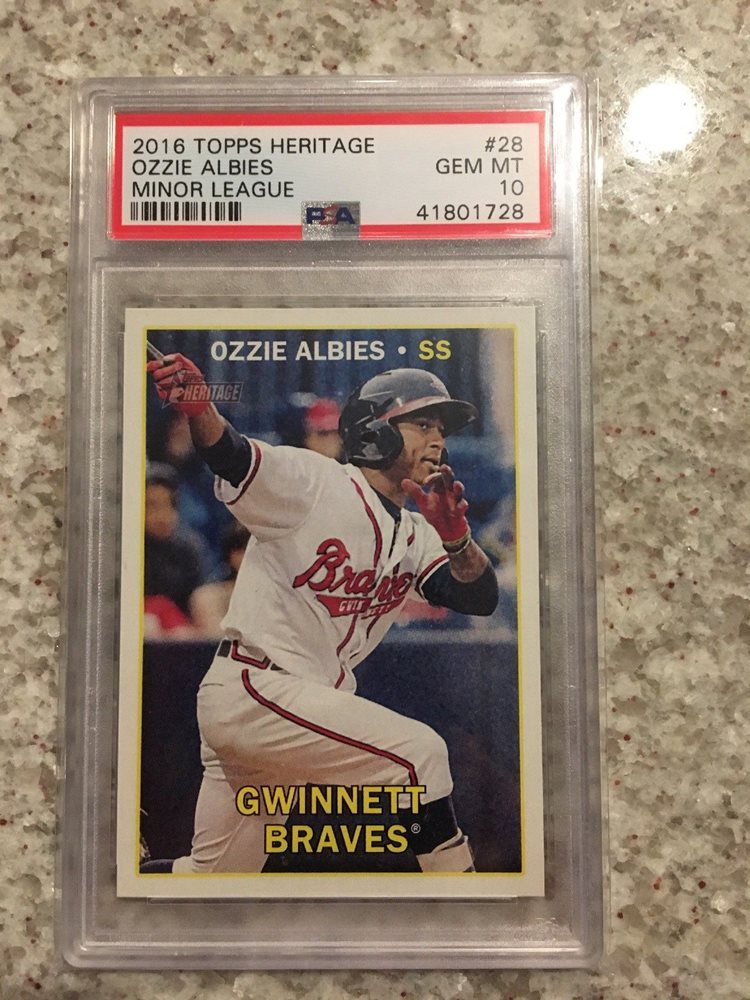 2016 TOPPS HERITAGE #28
OZZIE ALBIES GEM MT
MINOR LEAGUE 10
PSA 41801728
OZZIE ALBIES • SS
TOPPS
HERITAGE
Braves
GWINNETT
BRAVES®